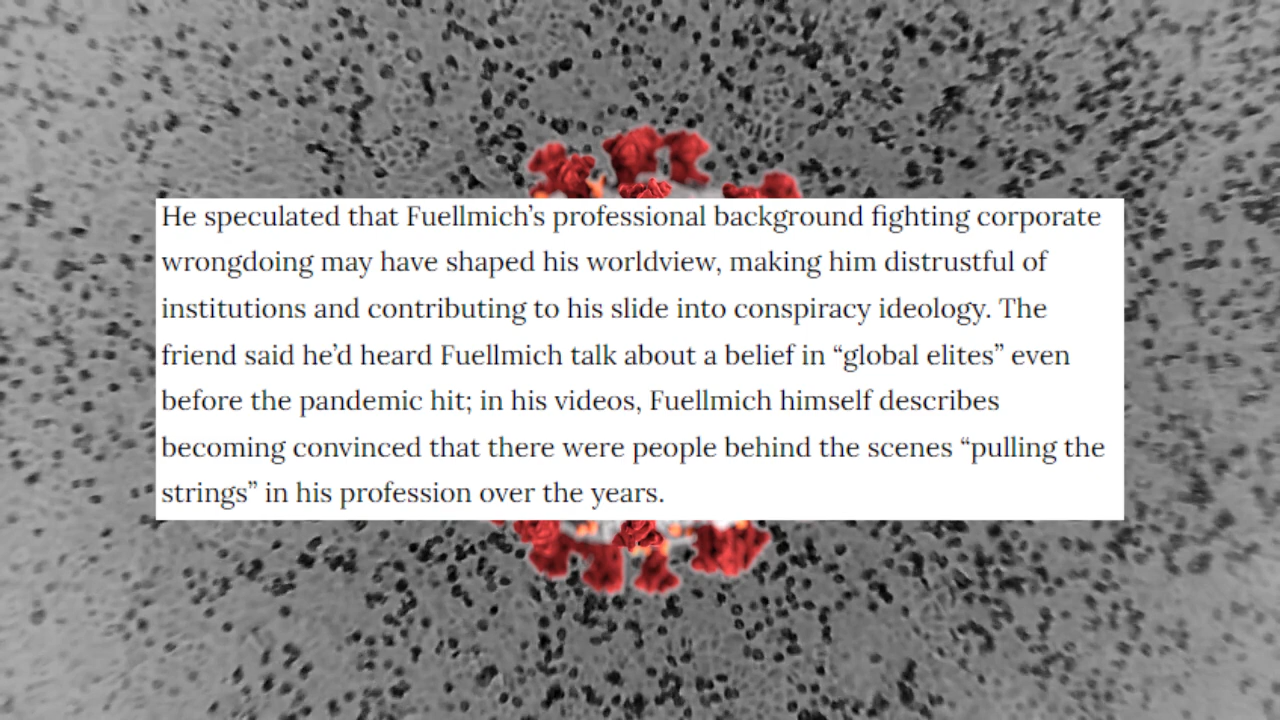 He speculated that Fuellmich’s professional background fighting corporate
wrongdoing may have shaped his worldview, making him distrustful of
institutions and contributing to his slide into conspiracy ideology. The
friend said he’d heard Fuellmich talk about a belief in “global elites” even
before the pandemic hit; in his videos, Fuellmich himself describes
becoming convinced that there were people behind the scenes “pulling the
strings” in his profession over the years.